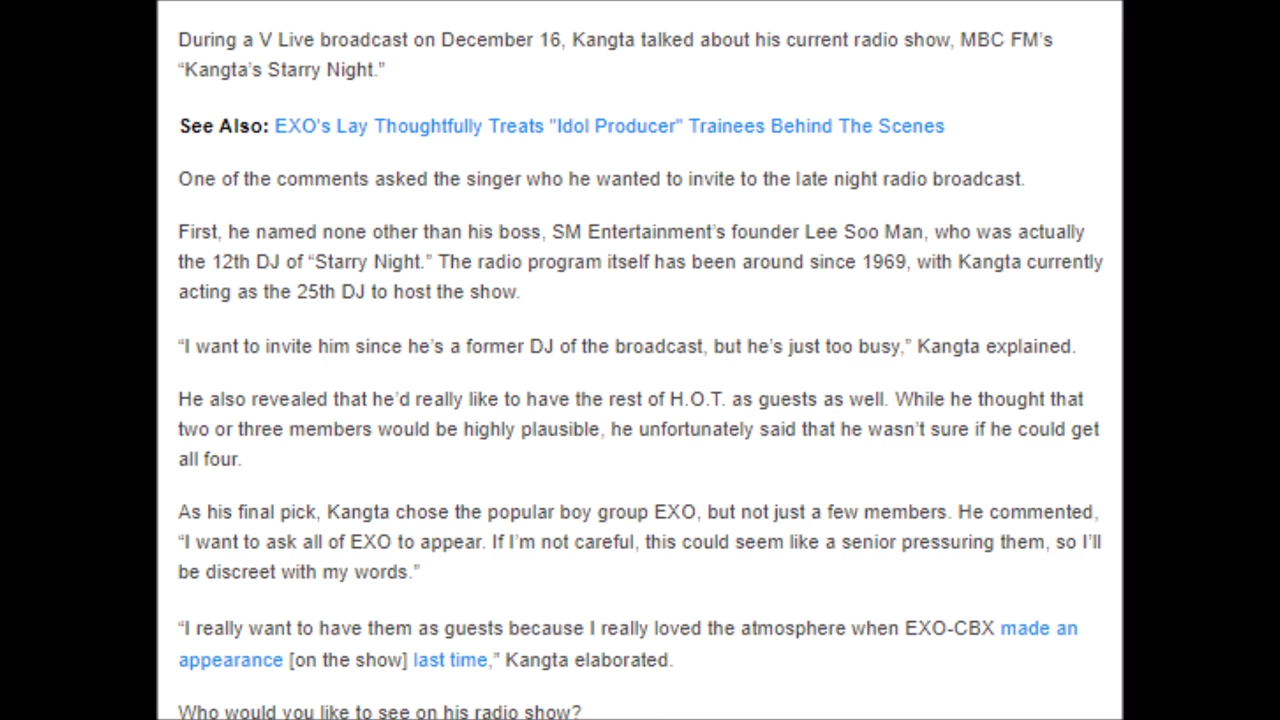 During a V Live broadcast on December 16, Kangta talked about his current radio show, MBC FM’s
“Kangta’s Starry Night.”
See Also: EXO's Lay Thoughtfully Treats "Idol Producer" Trainees Behind The Scenes
One of the comments asked the singer who he wanted to invite to the late night radio broadcast.
First, he named none other than his boss, SM Entertainment’s founder Lee Soo Man, who was actually
the 12th DJ of “Starry Night.” The radio program itself has been around since 1969, with Kangta currently
acting as the 25th DJ to host the show.
“I want to invite him since he’s a former DJ of the broadcast, but he’s just too busy,” Kangta explained.
He also revealed that he’d really like to have the rest of H.O.T. as guests as well. While he thought that
two or three members would be highly plausible, he unfortunately said that he wasn’t sure if he could get
all four.
As his final pick, Kangta chose the popular boy group EXO, but not just a few members. He commented,
“I want to ask all of EXO to appear. If I’m not careful, this could seem like a senior pressuring them, so I’ll
be discreet with my words.”
“I really want to have them as guests because I really loved the atmosphere when EXO-CBX made an
appearance [on the show] last time,” Kangta elaborated.
Who would you like to see on his radio show?